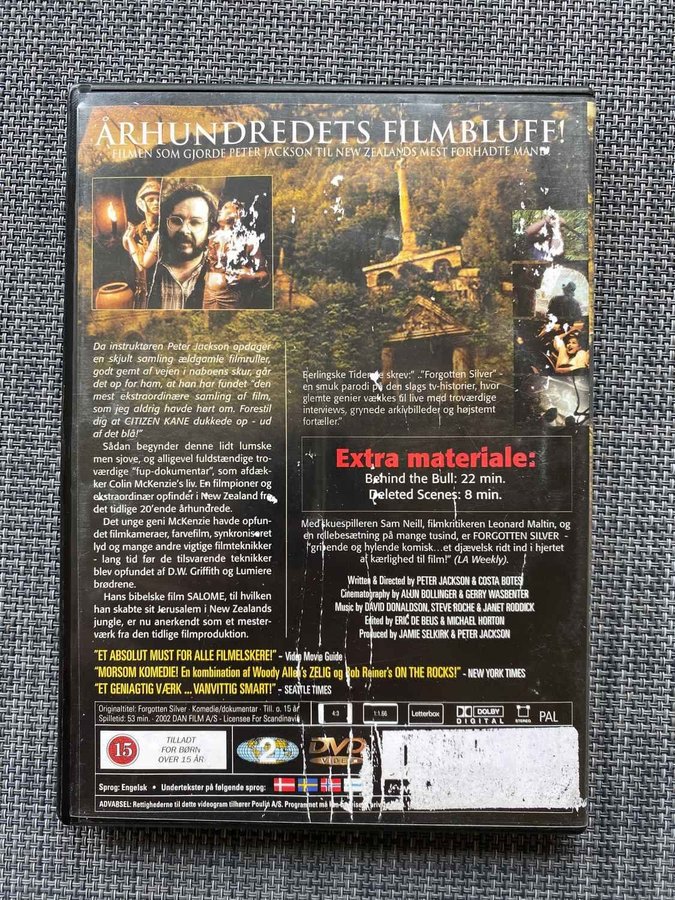 ÅRHUNDREDETS FILMBLUFF!
FILMEN SOM GJORDE PETER JACKSON TIL NEW ZEALANDS MEST FORHADTE MAND!
Da instruktøren Peter Jackson opdager
en skjult samling ældgamle filmruller,
godt gemt af vejen i naboens skur, går
det op for ham, at han har fundet "den
mest ekstraordinære samling af film,
som jeg aldrig havde hørt om. Forestil
dig at CITIZEN KANE dukkede op - ud
af det blå!"
Sådan begynder denne lidt lumske
men sjove, og alligevel fuldstændige tro-
værdige "fup-dokumentar", som afdæk-
ker Colin McKenzie's liv. En filmpioner og
ekstraordinær opfinder i New Zealand fra
det tidlige 20'ende århundrede.
Det unge geni McKenzie havde opfun-
det filmkameraer, farvefilm, synkroniseret
lyd og mange andre vigtige filmteknikker
- lang tid før de tilsvarende teknikker
blev opfundet af D.W. Griffith og Lumiere
brødrene.
Hans bibelske film SALOME, til hvilken
han skabte sit Jerusalem i New Zealands
jungle, er nu anerkendt som et mester-
værk fra den tidlige filmproduktion.
Berlingske Tidende skrev:" .."Forgotten Silver" -
en smuk parodi på den slags tv-historier, hvor
glemte genier vækkes til live med troværdige
interviews, grynede arkivbilleder og højstemt
fortæller."
Extra materiale:
Behind the Bull: 22 min.
Deleted Scenes: 8 min.
Med skuespilleren Sam Neill, filmkritikeren Leonard Maltin, og
en rollebesætning på mange tusind, er FORGOTTEN SILVER -
"gribende og hylende komisk...et djævelsk ridt ind i hjertet
af kærlighed til film!" (LA Weekly).
Written & Directed by PETER JACKSON & COSTA BOTES
Cinematography by ALUN BOLLINGER & GERRY WASBENTER
Music by DAVID DONALDSON, STEVE ROCHE & JANET RODDICK
Edited by ERIC DE BEUS & MICHAEL HORTON
Produced by JAMIE SELKIRK & PETER JACKSON
"ET ABSOLUT MUST FOR ALLE FILMELSKERE!" - Video Movie Guide
"MORSOM KOMEDIE! En kombination af Woody Allen's ZELIG og Rob Reiner's ON THE ROCKS!" - NEW YORK TIMES
"ET GENIAGTIG VÆRK ...VANVITTIG SMART!" - SEATTLE TIMES
Originaltitel: Forgotten Silver - Komedie/dokumentar - Till. o. 15 år
Spilletid: 53 min. - 2002 DAN FILM A/S - Licensee For Scandinavia
4:3
1:1.66
Letterbox
DOLBY
DIGITAL
STEREO
PAL
15
TILLADT
FOR BØRN
OVER 15 ÅR
2
DVD
VIDEO
Sprog: Engelsk • Undertekster på følgende sprog:
ADVARSEL: Rettighederne til dette videogram tilhører Poulin A/S. Programmet må